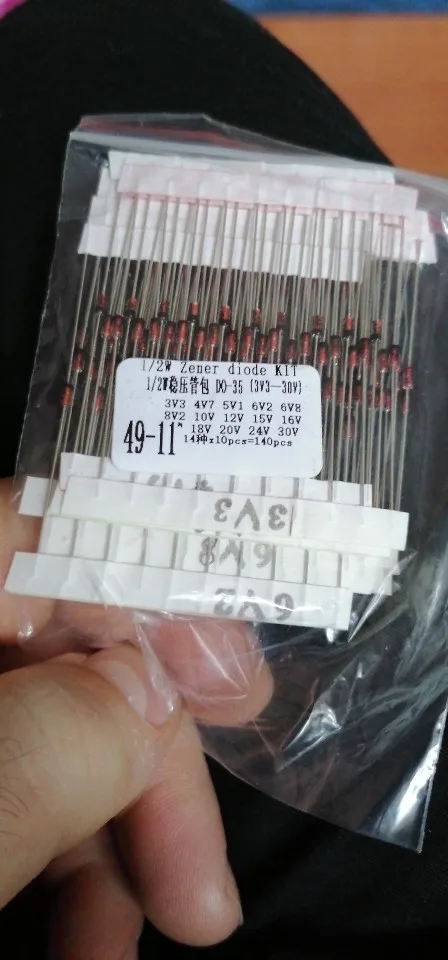 1/2W Zener diode KIT
1/2W稳压管包 DO-35 (3V3—30V)
3V3 4V7 5V1 6V2 6V8
8V2 10V 12V 15V 16V
18V 20V 24V 30V
49-11
14种x10pcs=140pcs
3V3
6V8
6V2